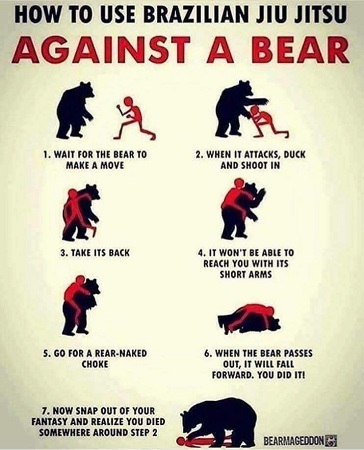 HOW TO USE BRAZILIAN JIU JITSU
AGAINST A BEAR
1. WAIT FOR THE BEAR TO
MAKE A MOVE
2. WHEN IT ATTACKS, DUCK
AND SHOOT IN
3. TAKE ITS BACK
4. IT WON'T BE ABLE TO
REACH YOU WITH ITS
SHORT ARMS
5. GO FOR A REAR-NAKED
CHOKE
6. WHEN THE BEAR PASSES
OUT, IT WILL FALL
FORWARD. YOU DID IT!
7. NOW SNAP OUT OF YOUR
FANTASY AND REALIZE YOU DIED
SOMEWHERE AROUND STEP 2
BEARMAGEDDON